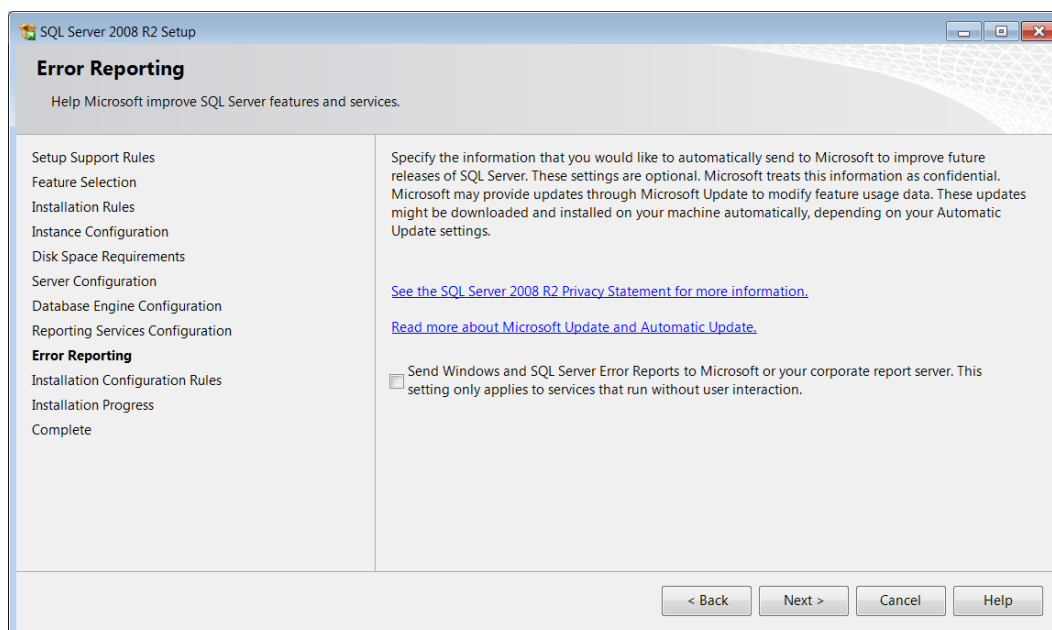 SQL Server 2008 R2 Setup
Error Reporting
Help Microsoft improve SQL Server features and services.
Setup Support Rules
Feature Selection
Installation Rules
Instance Configuration
Disk Space Requirements
Server Configuration
Database Engine Configuration
Reporting Services Configuration
Error Reporting
Installation Configuration Rules
Installation Progress
Complete
Specify the information that you would like to automatically send to Microsoft to improve future
releases of SQL Server. These settings are optional. Microsoft treats this information as confidential.
Microsoft may provide updates through Microsoft Update to modify feature usage data. These updates
might be downloaded and installed on your machine automatically, depending on your Automatic
Update settings.
See the SQL Server 2008 R2 Privacy Statement for more information.
Read more about Microsoft Update and Automatic Update.
Send Windows and SQL Server Error Reports to Microsoft or your corporate report server. This
setting only applies to services that run without user interaction.
< Back
Next >
Cancel
Help